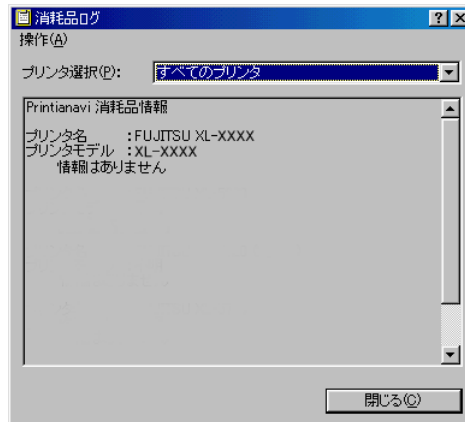 消耗品ログ
操作(A)
プリンタ選択(P): すべてのプリンタ
Printianavi 消耗品情報
プリンタ名 :FUJITSU XL-XXXX
プリンタモデル :XL-XXXX
情報はありません
閉じる(C)